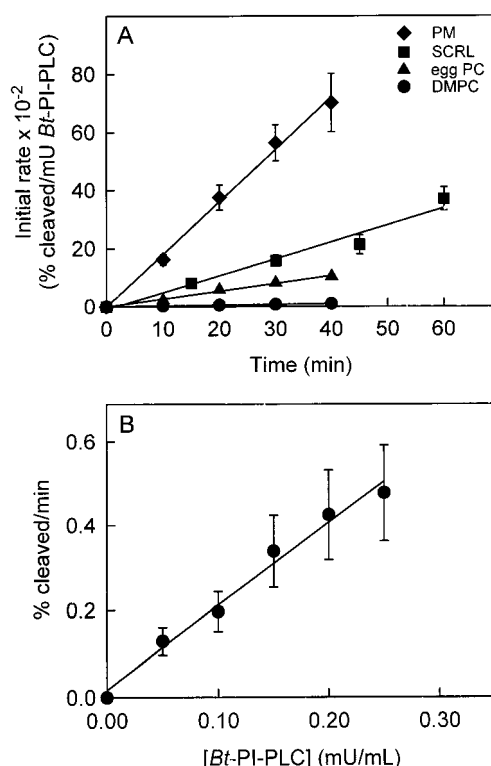 A
PM
SCRL
egg PC
DMPC
Initial rate x 10-2
(% cleaved/mU Bt-PI-PLC)
80
60
40
20
0
0 10 20 30 40 50 60
Time (min)
B
% cleaved/min
0.6
0.4
0.2
0.0
0.00 0.10 0.20 0.30
[Bt-PI-PLC] (mU/mL)